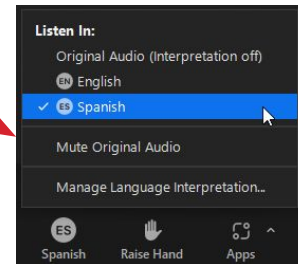 Listen In:
Original Audio (Interpretation off)
EN English
ES Spanish
Mute Original Audio
Manage Language Interpretation...
ES
Spanish Raise Hand Apps